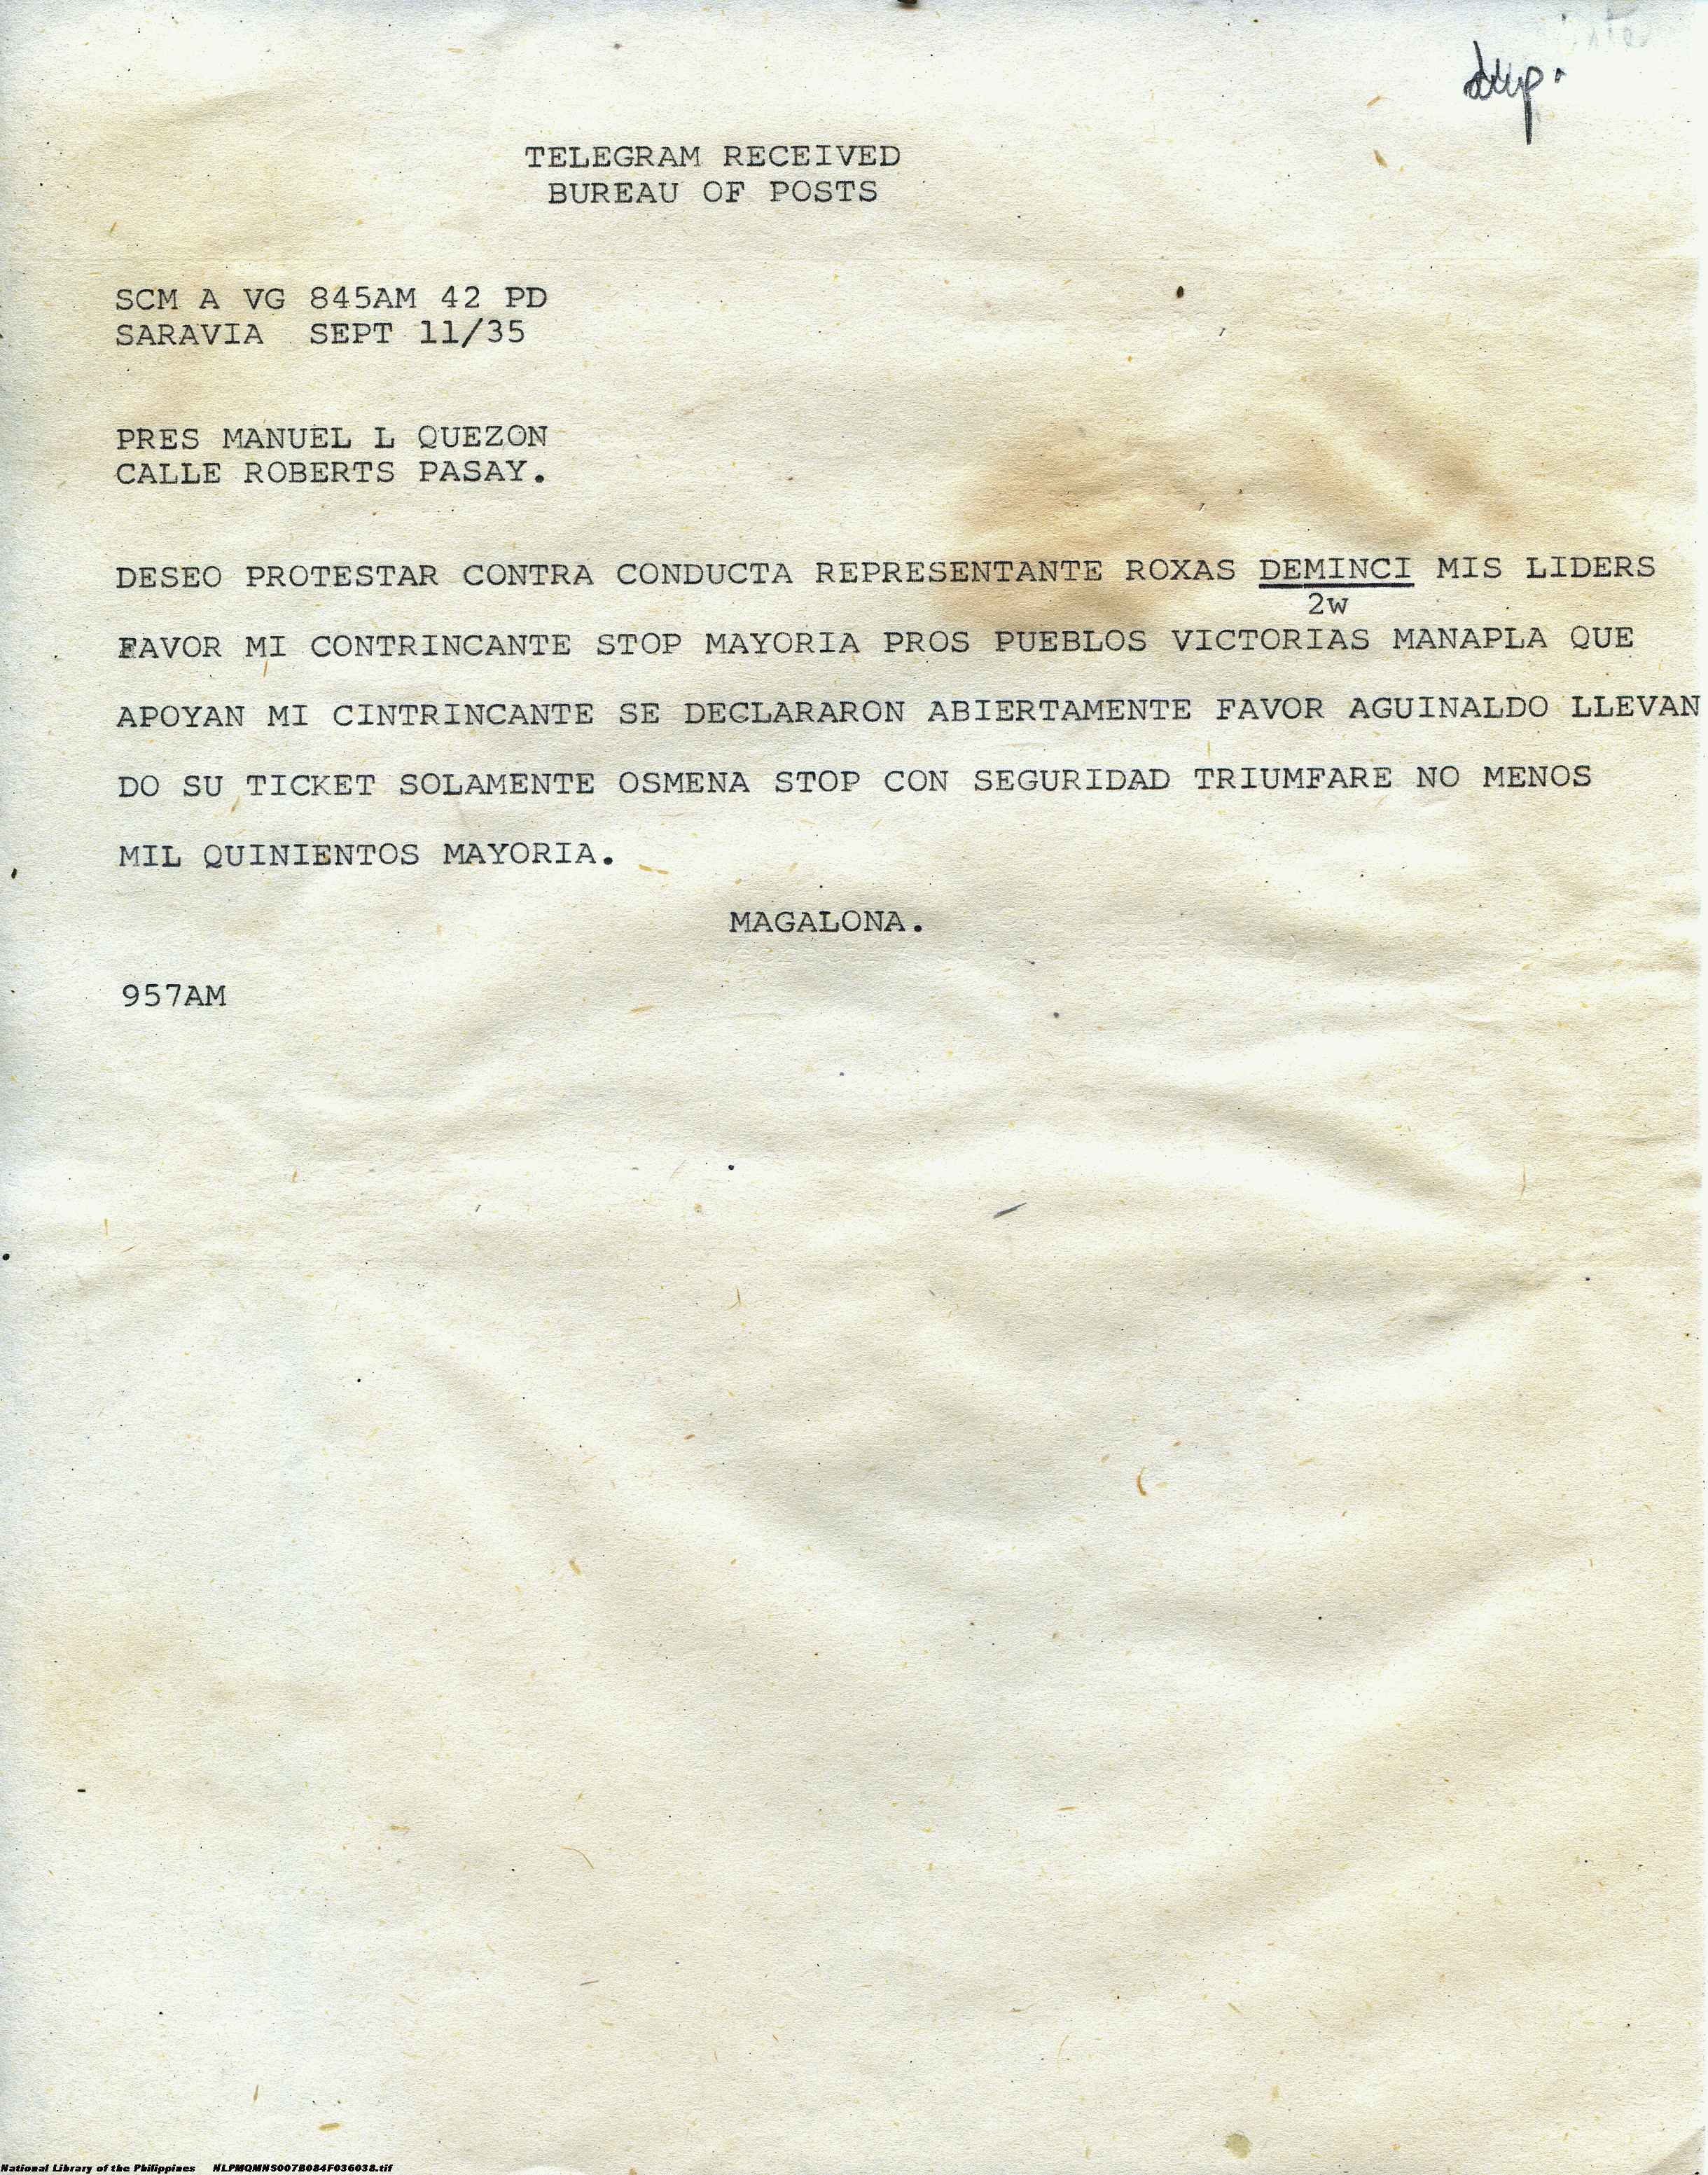 dup.
TELEGRAM RECEIVED
BUREAU OF POSTS
SCM A VG 845AM 42 PD
SARAVIA SEPT 11/35
PRES MANUEL L QUEZON
CALLE ROBERTS PASAY.
DESEO PROTESTAR CONTRA CONDUCTA REPRESENTANTE ROXAS DEMINCI MIS LIDERS
2w
FAVOR MI CONTRINCANTE STOP MAYORIA PROS PUEBLOS VICTORIAS MANAPLA QUE
APOYAN MI CINTRINCANTE SE DECLARARON ABIERTAMENTE FAVOR AGUINALDO LLEVAN
DO SU TICKET SOLAMENTE OSMENA STOP CON SEGURIDAD TRIUMFARE NO MENOS
MIL QUINIENTOS MAYORIA.
MAGALONA.
957AM
National Library of the Philippines NLPMQMNS007B084F036038.tif